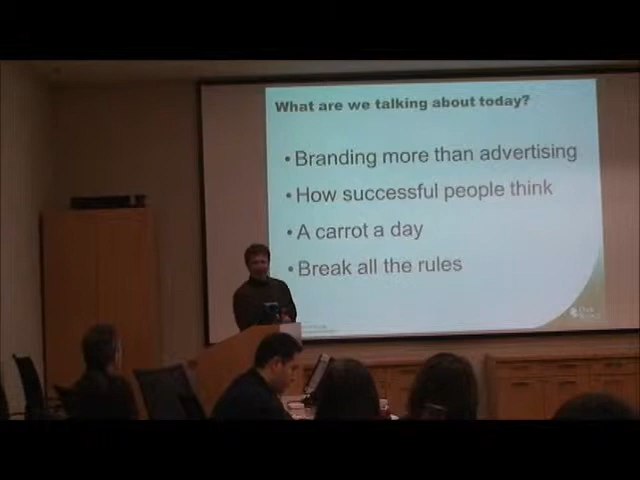 What are we talking about today?
• Branding more than advertising
• How successful people think
• A carrot a day
• Break all the rules